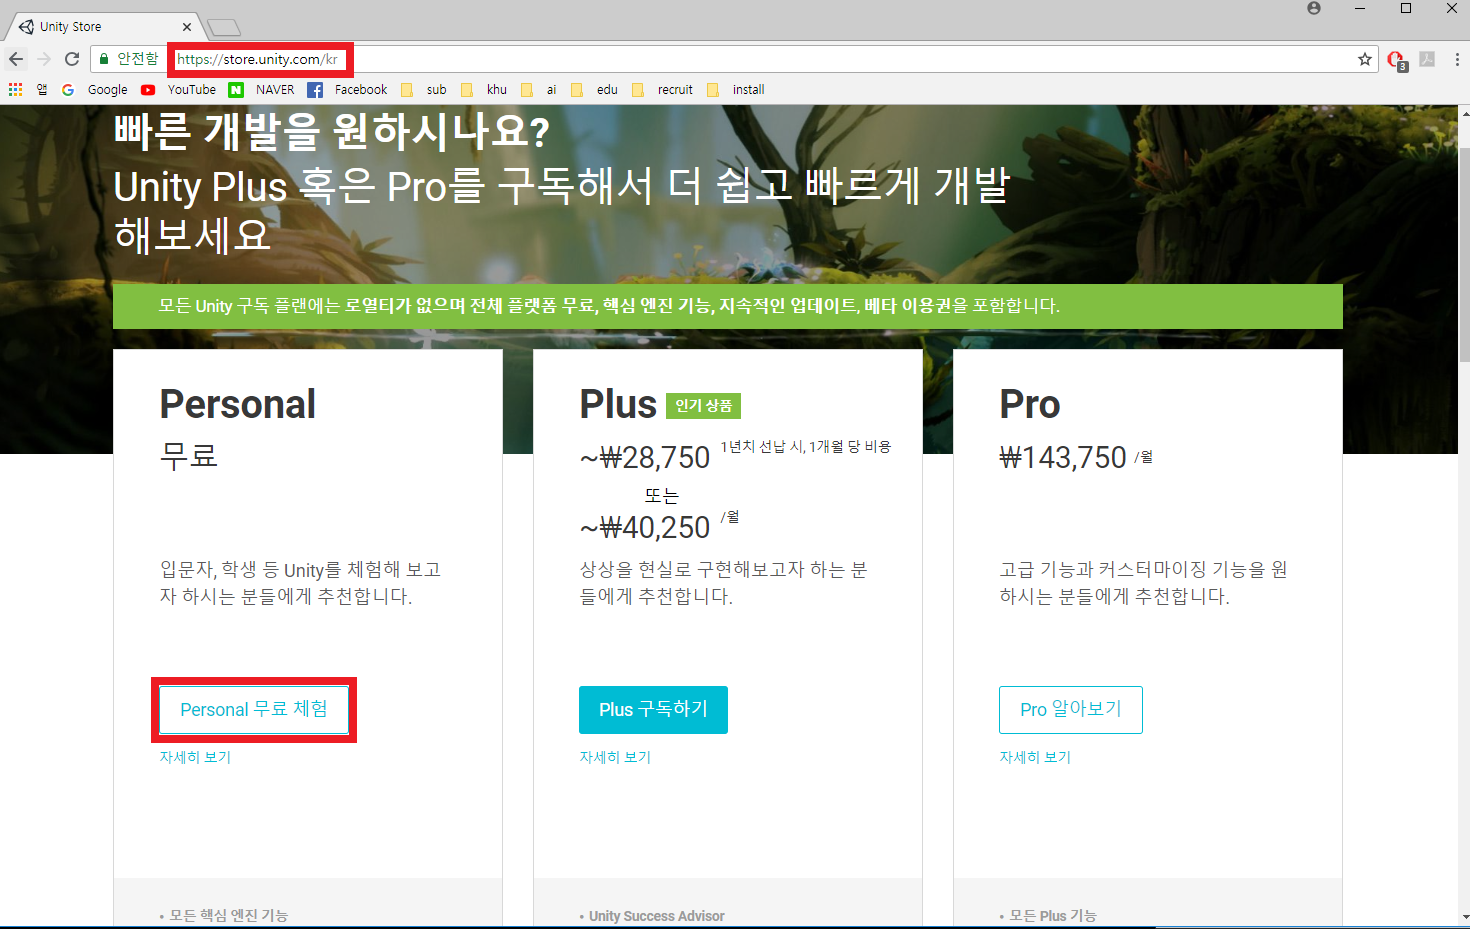 Unity Store
안전함
https://store.unity.com/kr
3
앱
Google
YouTube
N
NAVER
Facebook
sub
khu
ai
edu
recruit
install
빠른 개발을 원하시나요?
Unity Plus 혹은 Pro를 구독해서 더 쉽고 빠르게 개발
해보세요
모든 Unity 구독 플랜에는 로열티가 없으며 전체 플랫폼 무료, 핵심 엔진 기능, 지속적인 업데이트, 베타 이용권을 포함합니다.
Personal
무료
입문자, 학생 등 Unity를 체험해 보고
자 하시는 분들에게 추천합니다.
Personal 무료 체험
자세히 보기
• 모든 핵심 엔진 기능
Plus 인기 상품
~₩28,750 1년치 선납 시, 1개월 당 비용
또는
~₩40,250 /월
상상을 현실로 구현해보고자 하는 분
들에게 추천합니다.
Plus 구독하기
자세히 보기
• Unity Success Advisor
Pro
₩143,750 /월
고급 기능과 커스터마이징 기능을 원
하시는 분들에게 추천합니다.
Pro 알아보기
자세히 보기
• 모든 Plus 기능